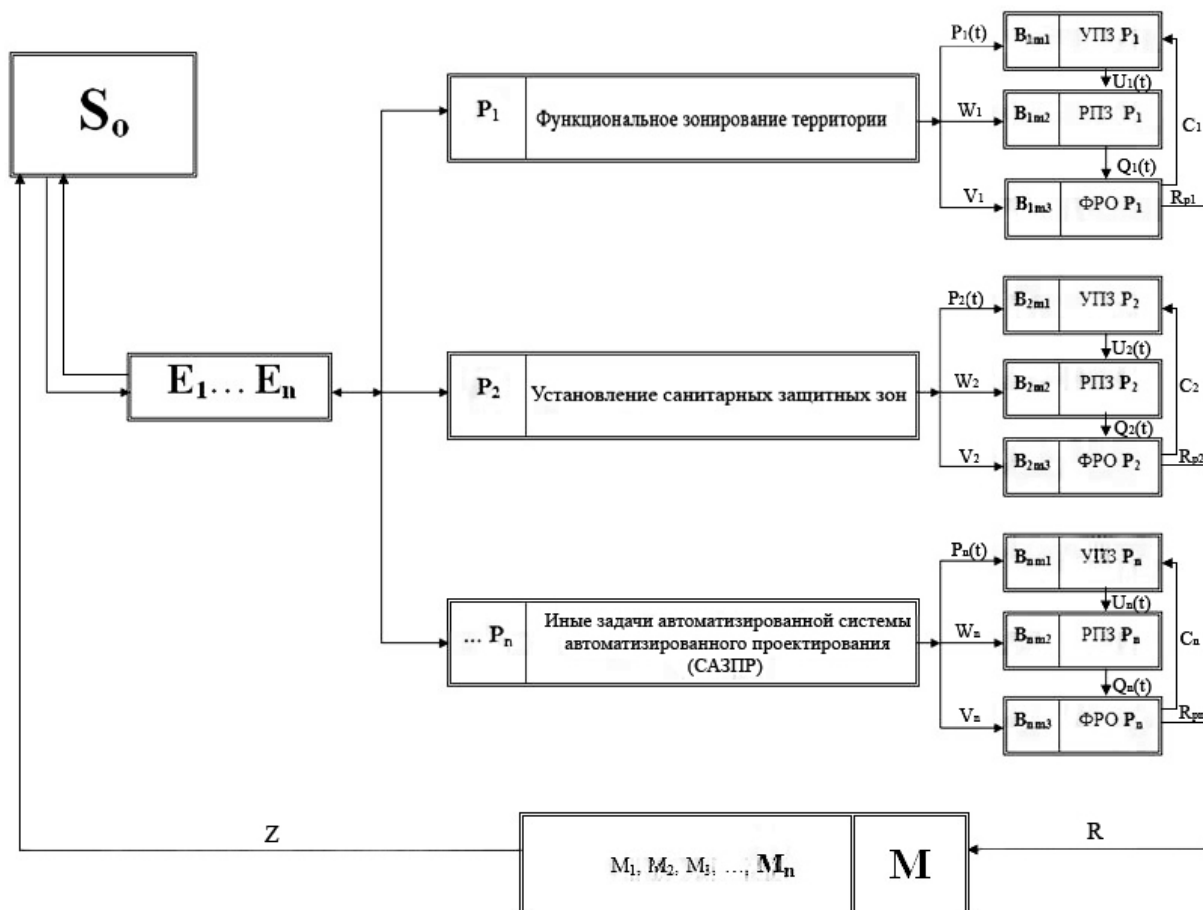 S₀
E₁... Eₙ
P₁ Функциональное зонирование территории
P₁(t)
W₁
V₁
B₁ₘ₁ УПЗ P₁
U₁(t)
B₁ₘ₂ РПЗ P₁
C₁
Q₁(t)
B₁ₘ₃ ФРО P₁
Rₚ₁
P₂ Установление санитарных защитных зон
P₂(t)
W₂
V₂
B₂ₘ₁ УПЗ P₂
U₂(t)
B₂ₘ₂ РПЗ P₂
C₂
Q₂(t)
B₂ₘ₃ ФРО P₂
Rₚ₂
... Pₙ
Иные задачи автоматизированной системы
автоматизированного проектирования
(САЗПР)
Pₙ(t)
Wₙ
Vₙ
Bₙₘ₁ УПЗ Pₙ
Uₙ(t)
Bₙₘ₂ РПЗ Pₙ
Cₙ
Qₙ(t)
Bₙₘ₃ ФРО Pₙ
Rₚₙ
Z
M₁, M₂, M₃, ..., Mₙ
M
R